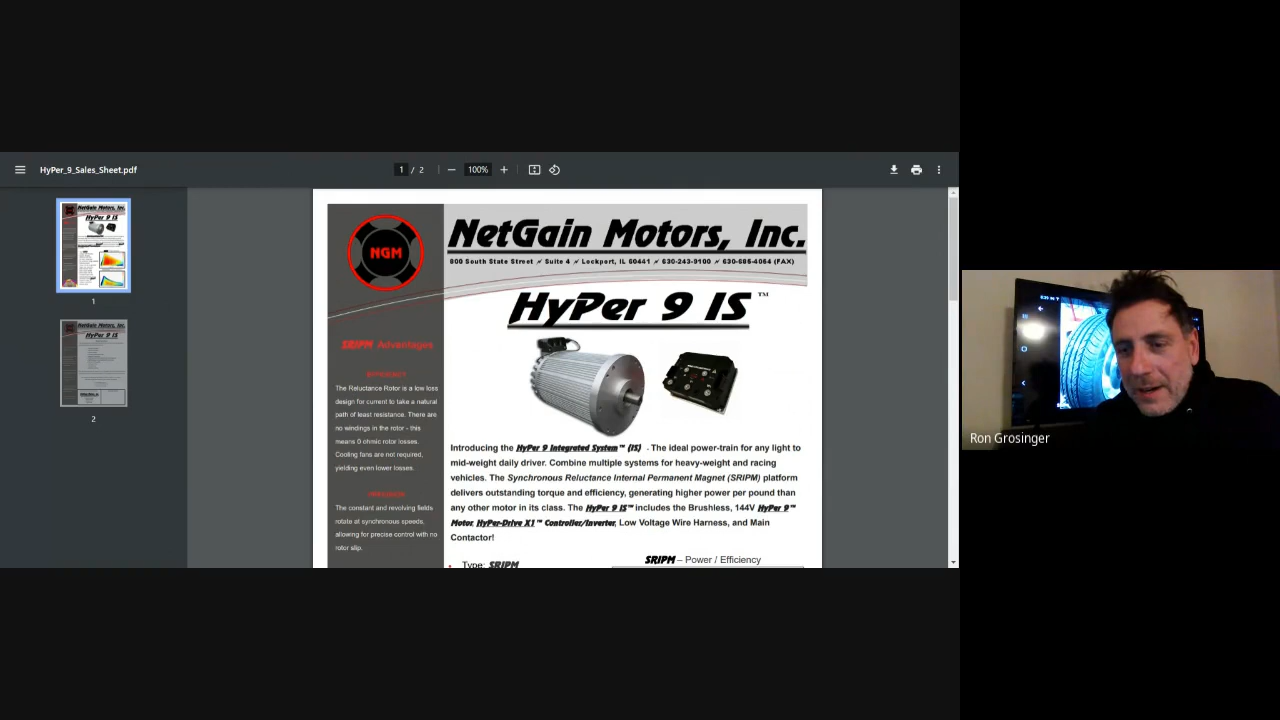 HyPer_9_Sales_Sheet.pdf
1 / 2
100%
1
2
NGM
NetGain Motors, Inc.
800 South State Street ⚡ Suite 4 ⚡ Lockport, IL 60441 ⚡ 630-243-9100 ⚡ 630-685-4054 (FAX)
HyPer 9 IS™
SRIPM Advantages
EFFICIENCY
The Reluctance Rotor is a low loss
design for current to take a natural
path of least resistance. There are
no windings in the rotor - this
means 0 ohmic rotor losses.
Cooling fans are not required,
yielding even lower losses.
The constant and revolving fields
rotate at synchronous speeds,
allowing for precise control with no
rotor slip.
Introducing the HyPer 9 Integrated System™ (IS) - The ideal power-train for any light to
mid-weight daily driver. Combine multiple systems for heavy-weight and racing
vehicles. The Synchronous Reluctance Internal Permanent Magnet (SRIPM) platform
delivers outstanding torque and efficiency, generating higher power per pound than
any other motor in its class. The HyPer 9 IS™ includes the Brushless, 144V HyPer 9™
Motor, HyPer-Drive X1™ Controller/Inverter, Low Voltage Wire Harness, and Main
Contactor!
Type: SRIPM
SRIPM – Power / Efficiency
Ron Grosinger